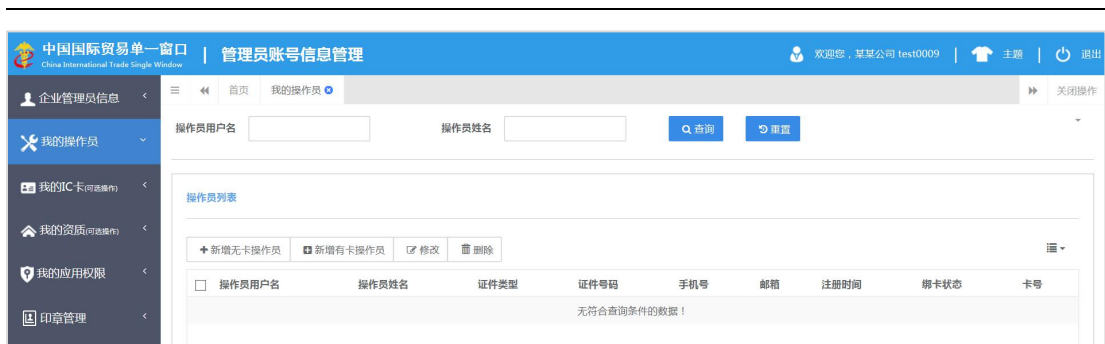 中国国际贸易单一窗口 | 管理员账号信息管理 欢迎您，某某公司 test0009 | 主题 | 退出
China International Trade Single Window
企业管理员信息 首页 我的操作员 关闭操作
我的操作员 操作员用户名 操作员姓名 查询 重置
我的IC卡(可选操作) 操作员列表
我的资质(可选操作) 新增无卡操作员 新增有卡操作员 修改 删除
我的应用权限 操作员用户名 操作员姓名 证件类型 证件号码 手机号 邮箱 注册时间 绑卡状态 卡号
印章管理 无符合查询条件的数据！